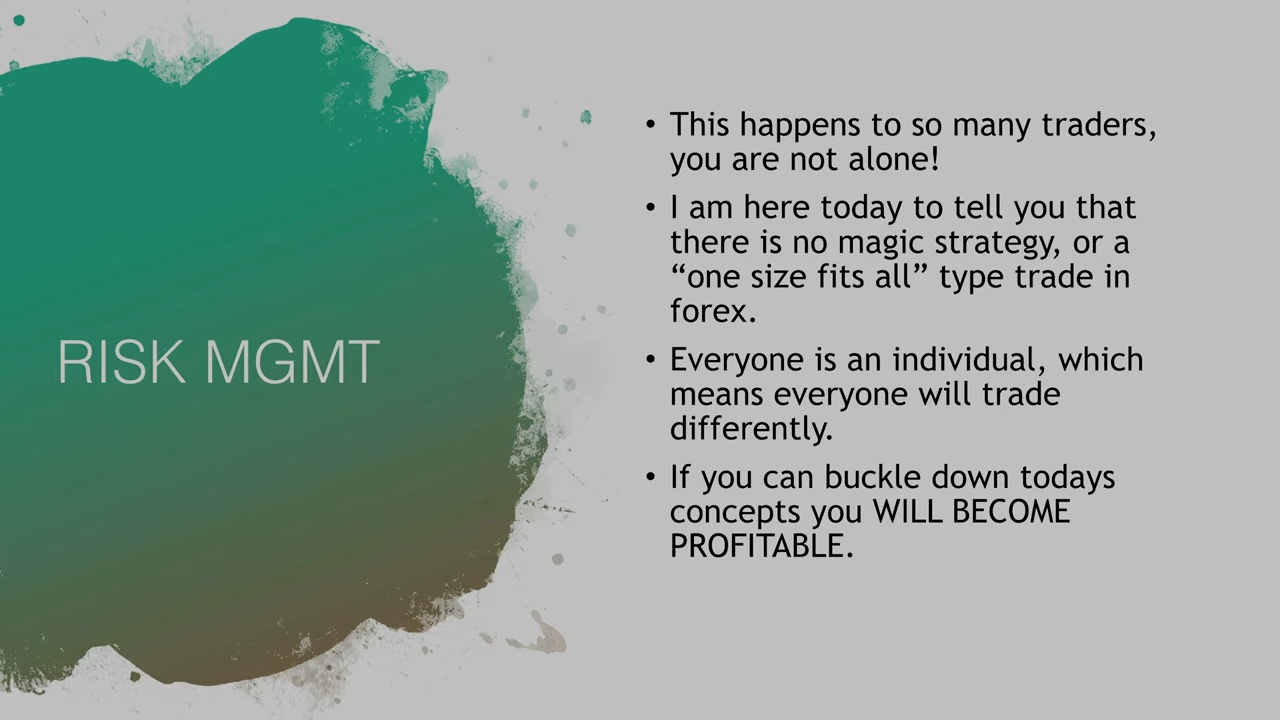 RISK MGMT
• This happens to so many traders,
you are not alone!
• I am here today to tell you that
there is no magic strategy, or a
“one size fits all” type trade in
forex.
• Everyone is an individual, which
means everyone will trade
differently.
• If you can buckle down todays
concepts you WILL BECOME
PROFITABLE.